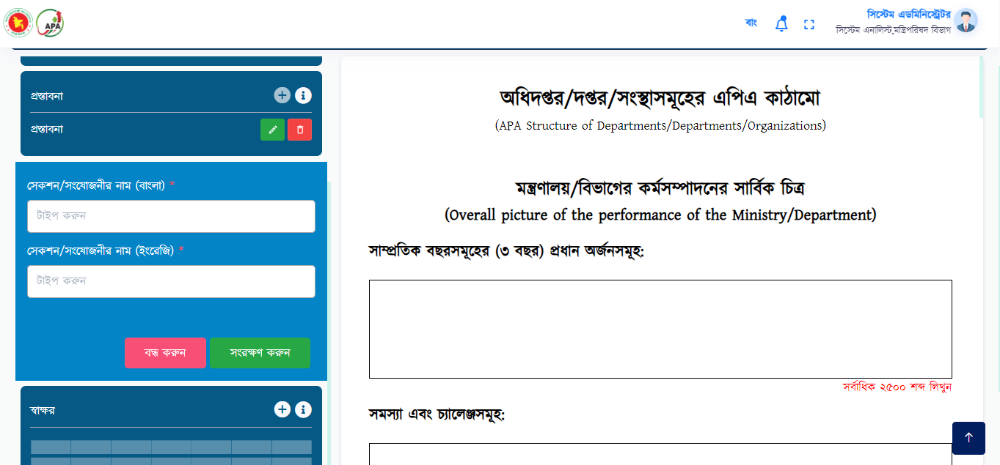 APA
বাং
সিস্টেম এডমিনিস্ট্রেটর
সিস্টেম এনালিস্ট,মন্ত্রিপরিষদ বিভাগ
প্রস্তাবনা
প্রস্তাবনা
সেকশন/সংযোজনীর নাম (বাংলা) *
টাইপ করুন
সেকশন/সংযোজনীর নাম (ইংরেজি) *
টাইপ করুন
বন্ধ করুন
সংরক্ষণ করুন
স্বাক্ষর
অধিদপ্তর/দপ্তর/সংস্থাসমূহের এপিএ কাঠামো
(APA Structure of Departments/Departments/Organizations)
মন্ত্রণালয়/বিভাগের কর্মসম্পাদনের সার্বিক চিত্র
(Overall picture of the performance of the Ministry/Department)
সাম্প্রতিক বছরসমূহের (৩ বছর) প্রধান অর্জনসমূহ:
সর্বাধিক ২৫০০ শব্দ লিখুন
সমস্যা এবং চ্যালেঞ্জসমূহ: